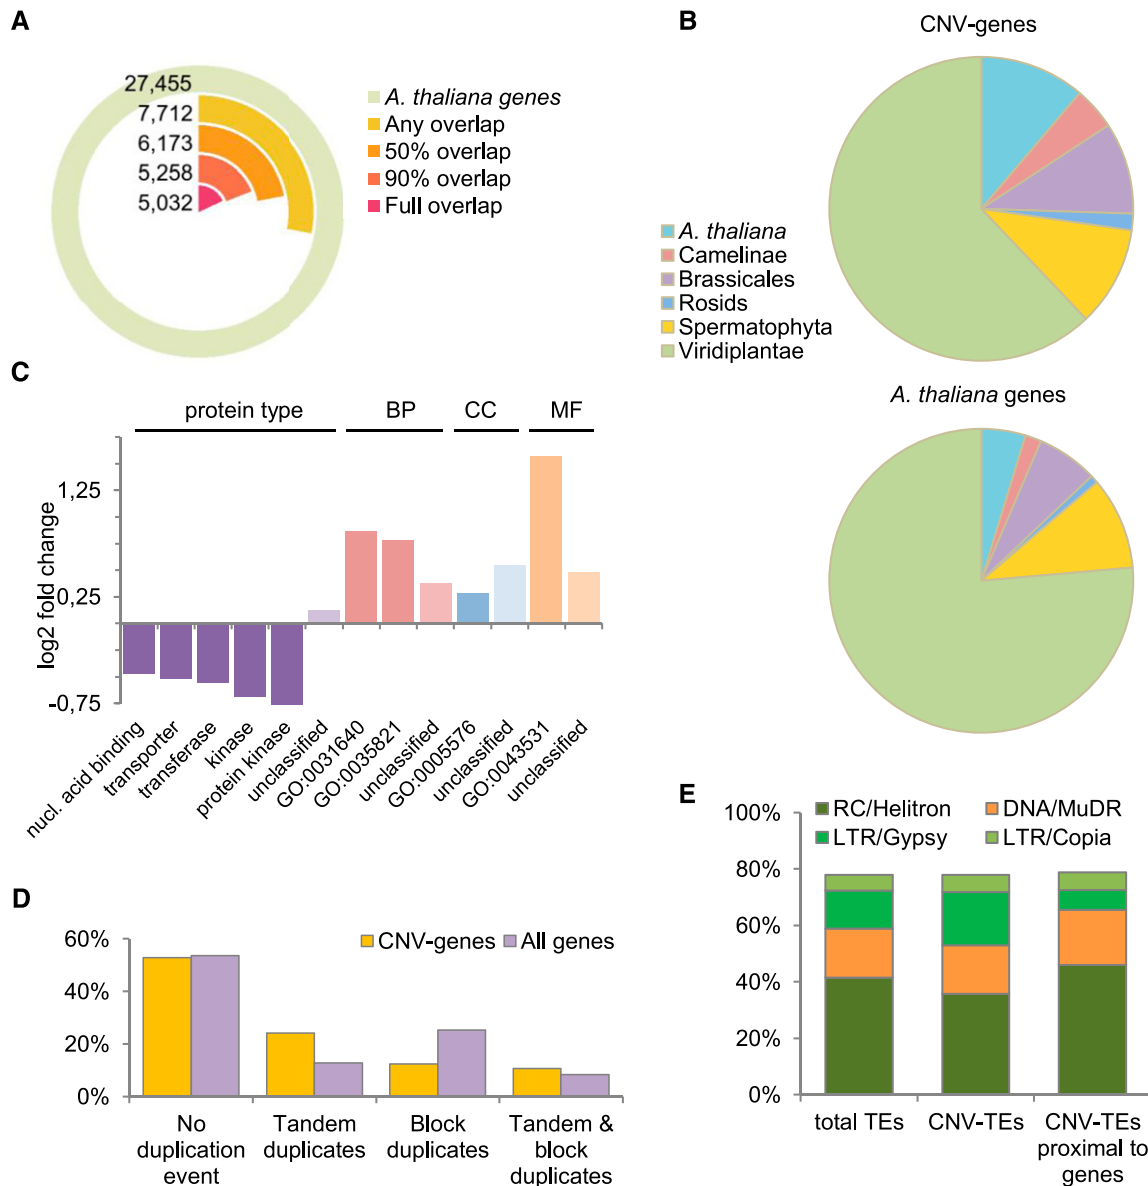 A
27,455
7,712
6,173
5,258
5,032
A. thaliana genes
Any overlap
50% overlap
90% overlap
Full overlap
B
CNV-genes
A. thaliana
Camelinae
Brassicales
Rosids
Spermatophyta
Viridiplantae
A. thaliana genes
C
protein type
BP
CC
MF
log2 fold change
1,25
0,25
-0,75
nucl. acid binding
transporter
transferase
kinase
protein kinase
unclassified
GO:0031640
GO:0035821
unclassified
GO:0005576
unclassified
GO:0043531
unclassified
D
CNV-genes
All genes
60%
40%
20%
0%
No
duplication
event
Tandem
duplicates
Block
duplicates
Tandem &
block
duplicates
E
RC/Helitron
DNA/MuDR
LTR/Gypsy
LTR/Copia
100%
80%
60%
40%
20%
0%
total TEs
CNV-TEs
CNV-TEs
proximal to
genes